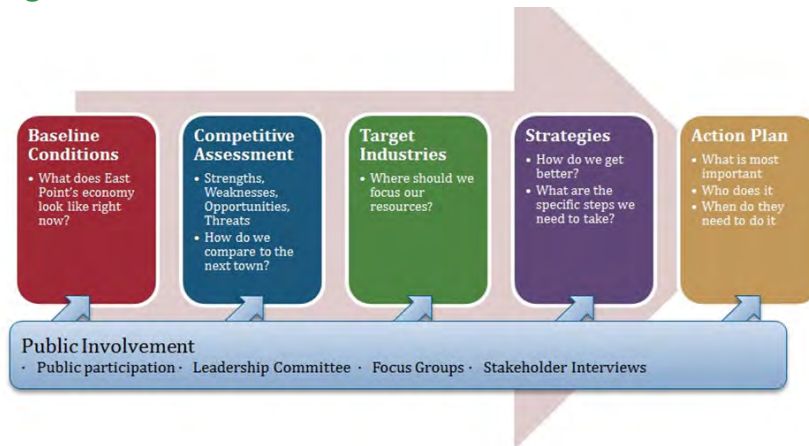 Baseline
Conditions
• What does East
Point's economy
look like right
now?
Competitive
Assessment
• Strengths,
Weaknesses,
Opportunities,
Threats
• How do we
compare to the
next town?
Target
Industries
• Where should we
focus our
resources?
Strategies
• How do we get
better?
• What are the
specific steps we
need to take?
Action Plan
• What is most
important
• Who does it
• When do they
need to do it
Public Involvement
· Public participation · Leadership Committee · Focus Groups · Stakeholder Interviews